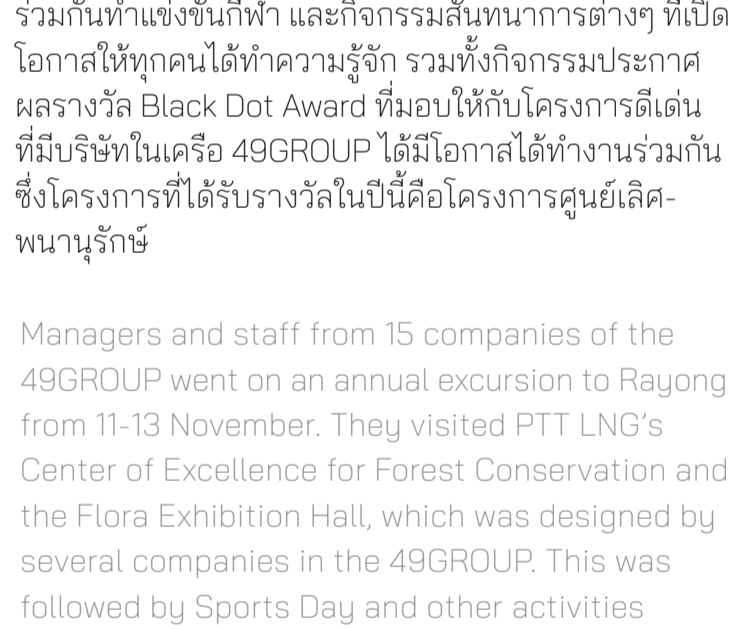 ร่วมกันทำแข่งขันกีฬา และกิจกรรมสันทนาการต่างๆ ที่เปิด
โอกาสให้ทุกคนได้ทำความรู้จัก รวมทั้งกิจกรรมประกาศ
ผลรางวัล Black Dot Award ที่มอบให้กับโครงการดีเด่น
ที่มีบริษัทในเครือ 49GROUP ได้มีโอกาสได้ทำงานร่วมกัน
ซึ่งโครงการที่ได้รับรางวัลในปีนี้คือโครงการศูนย์เลิศ-
พนานุรักษ์
Managers and staff from 15 companies of the
49GROUP went on an annual excursion to Rayong
from 11-13 November. They visited PTT LNG's
Center of Excellence for Forest Conservation and
the Flora Exhibition Hall, which was designed by
several companies in the 49GROUP. This was
followed by Sports Day and other activities